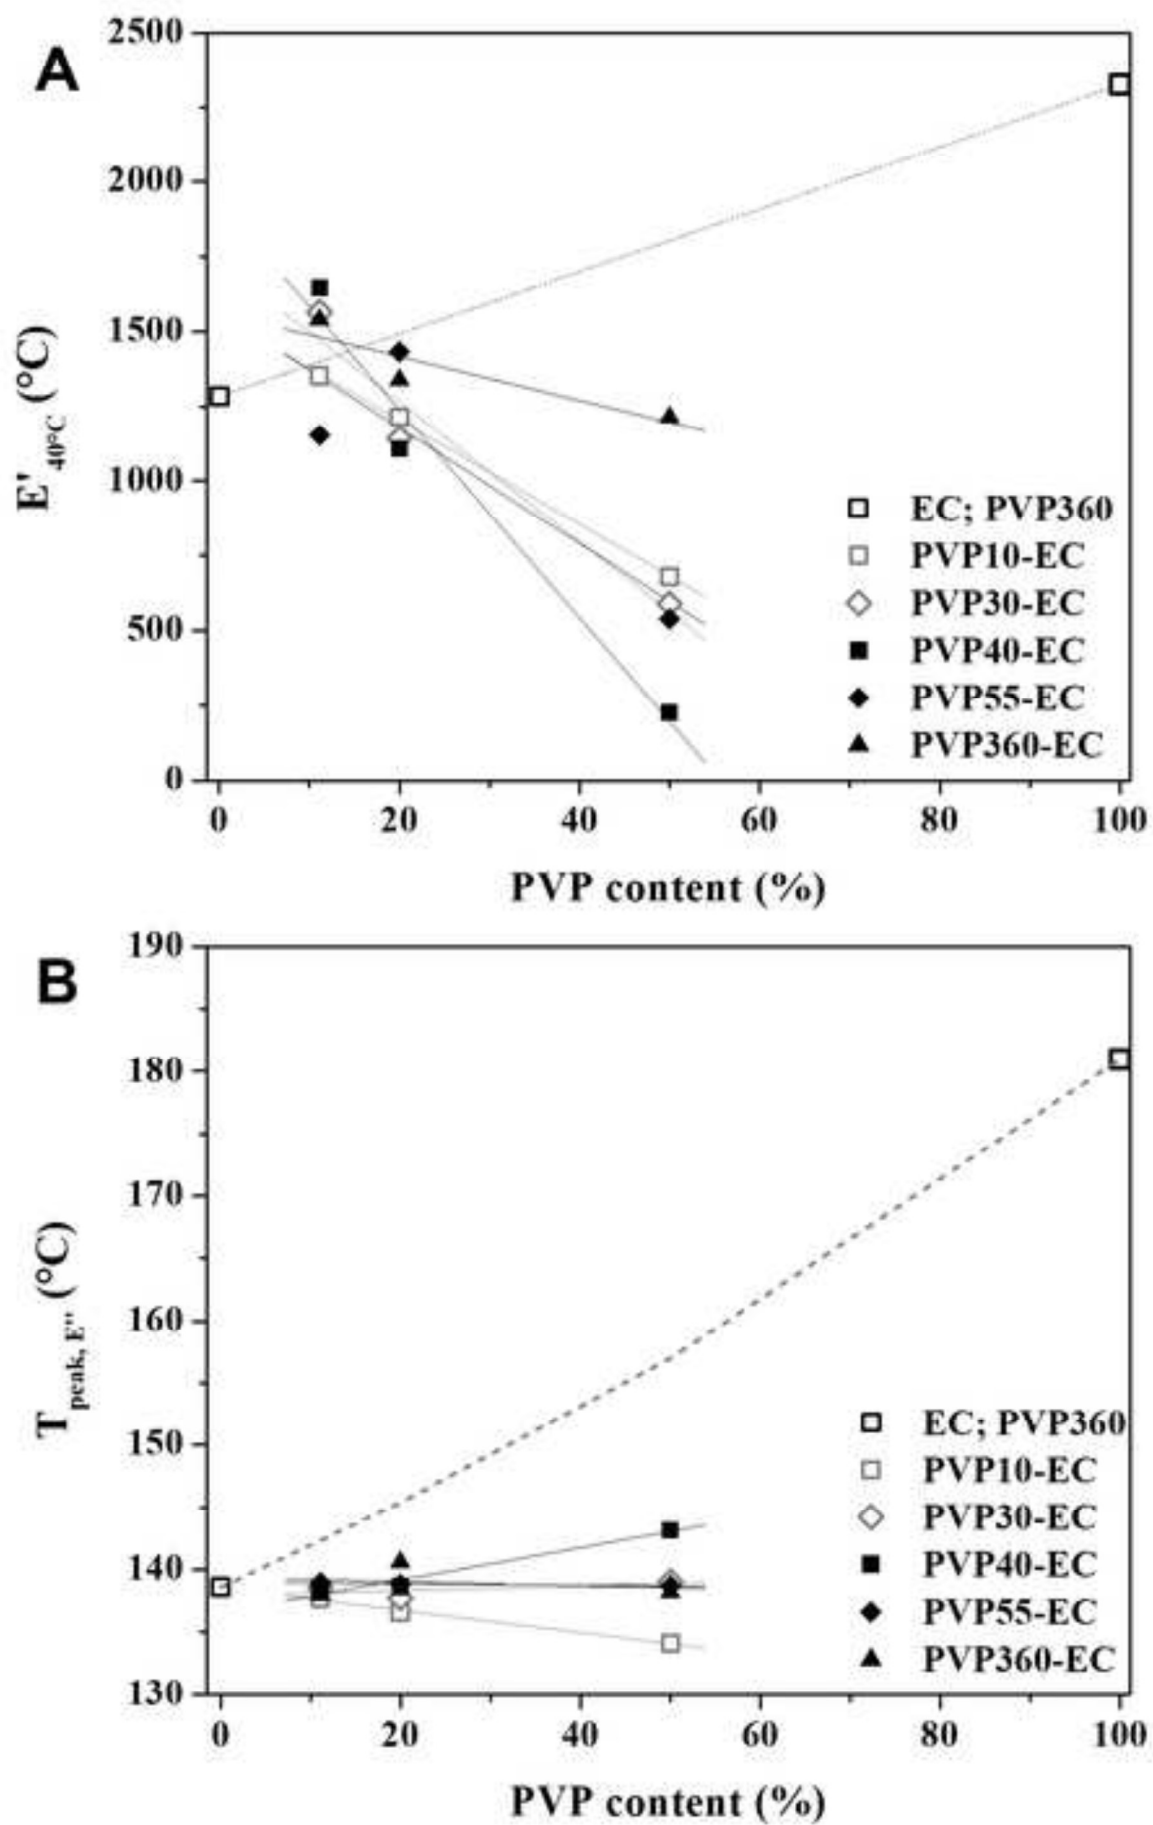 A
2500
2000
1500
1000
500
0
E'40°C (°C)
EC; PVP360
PVP10-EC
PVP30-EC
PVP40-EC
PVP55-EC
PVP360-EC
0 20 40 60 80 100
PVP content (%)
B
190
180
170
160
150
140
130
Tpeak, E'' (°C)
EC; PVP360
PVP10-EC
PVP30-EC
PVP40-EC
PVP55-EC
PVP360-EC
0 20 40 60 80 100
PVP content (%)